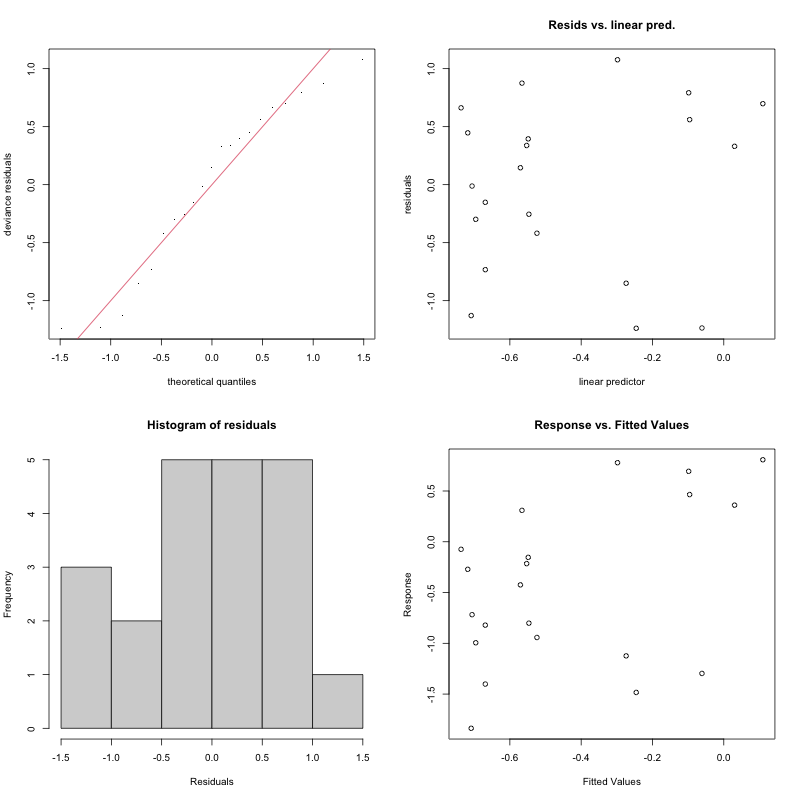 1.0
0.5
0.0
-0.5
-1.0
deviance residuals
-1.5 -1.0 -0.5 0.0 0.5 1.0 1.5
theoretical quantiles
Resids vs. linear pred.
1.0
0.5
0.0
-0.5
-1.0
residuals
-0.6 -0.4 -0.2 0.0
linear predictor
Histogram of residuals
5
4
3
2
1
0
Frequency
-1.5 -1.0 -0.5 0.0 0.5 1.0 1.5
Residuals
Response vs. Fitted Values
0.5
0.0
-0.5
-1.0
-1.5
Response
-0.6 -0.4 -0.2 0.0
Fitted Values